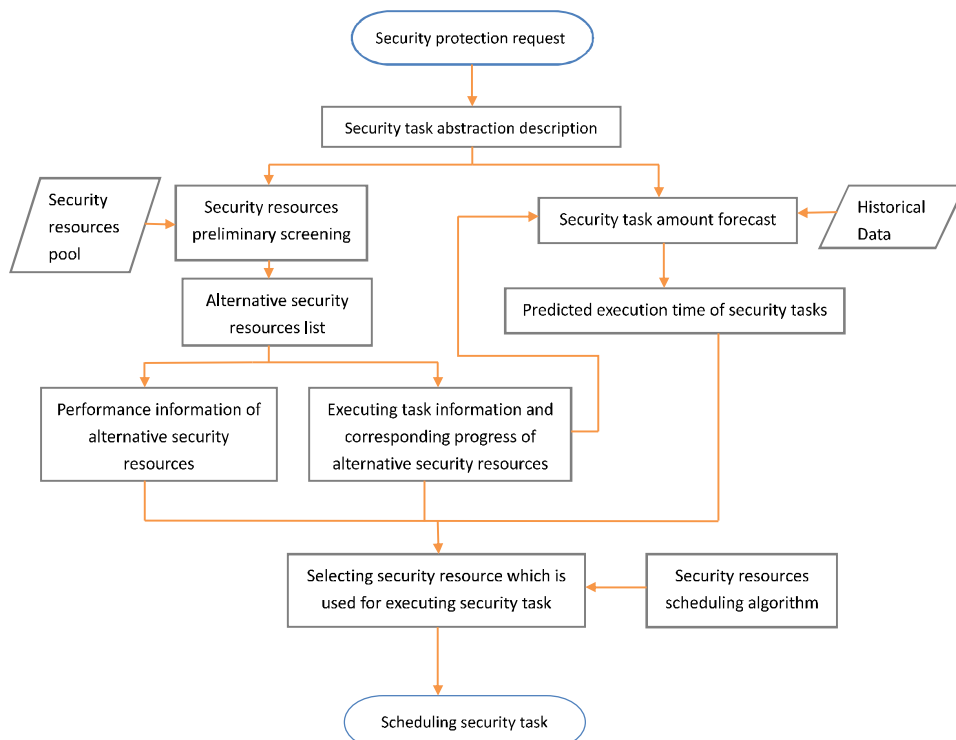 Security protection request
Security task abstraction description
Security
resources
pool
Security resources
preliminary screening
Security task amount forecast
Historical
Data
Alternative security
resources list
Predicted execution time of security tasks
Performance information of
alternative security
resources
Executing task information and
corresponding progress of
alternative security resources
Selecting security resource which is
used for executing security task
Security resources
scheduling algorithm
Scheduling security task